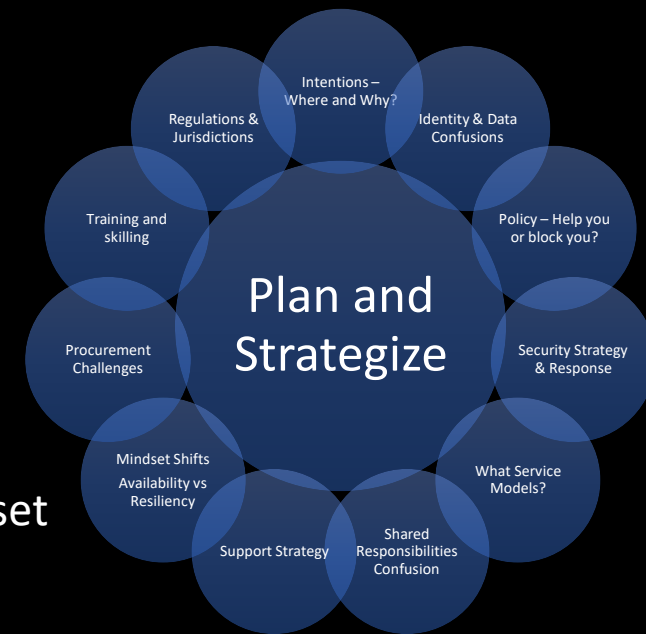 Intentions –
Where and Why?
Identity & Data
Confusions
Policy – Help you
or block you?
Security Strategy
& Response
What Service
Models?
Shared
Responsibilities
Confusion
Support Strategy
Mindset Shifts
Availability vs
Resiliency
Procurement
Challenges
Training and
skilling
Regulations &
Jurisdictions
Plan and
Strategize
set